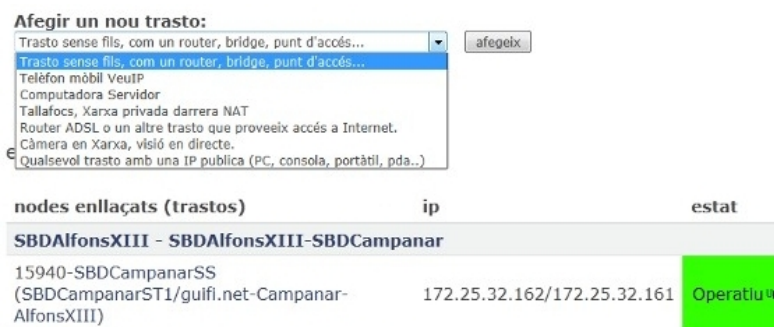 Afegir un nou trasto:
Trasto sense fils, com un router, bridge, punt d'accés...
afegeix
Trasto sense fils, com un router, bridge, punt d'accés...
Telèfon mòbil VeuIP
Computadora Servidor
Tallafocs, Xarxa privada darrera NAT
Router ADSL o un altre trasto que proveeix accés a Internet.
Càmera en Xarxa, visió en directe.
Qualsevol trasto amb una IP publica (PC, consola, portàtil, pda..)
nodes enllaçats (trastos) ip estat
SBDAlfonsXIII - SBDAlfonsXIII-SBDCampanar
15940-SBDCampanarSS
(SBDCampanarST1/guifi.net-Campanar-
AlfonsXIII)
172.25.32.162/172.25.32.161 Operatiu